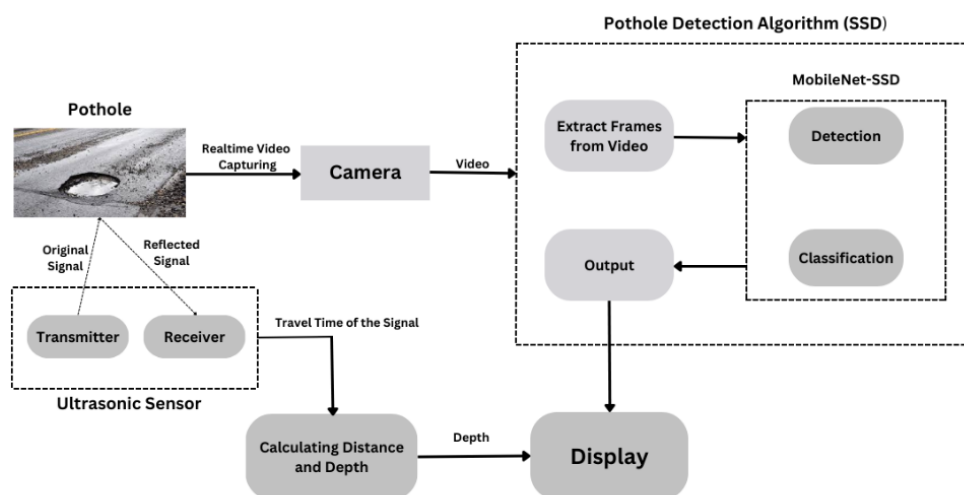 Pothole Detection Algorithm (SSD)
MobileNet-SSD
Pothole
Extract Frames
from Video
Detection
Realtime Video
Capturing
Camera
Video
Original
Signal
Reflected
Signal
Output
Classification
Transmitter
Receiver
Travel Time of the Signal
Ultrasonic Sensor
Calculating Distance
and Depth
Depth
Display